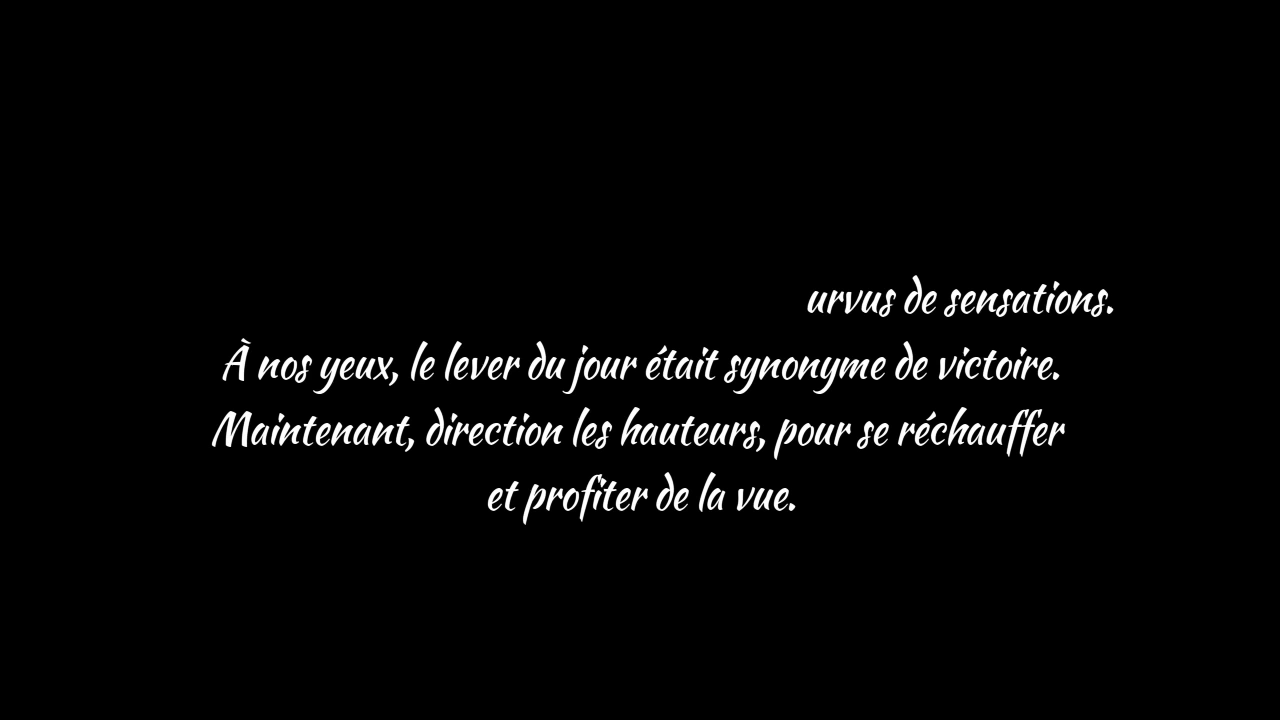 urvus de sensations.
À nos yeux, le lever du jour était synonyme de victoire.
Maintenant, direction les hauteurs, pour se réchauffer
et profiter de la vue.